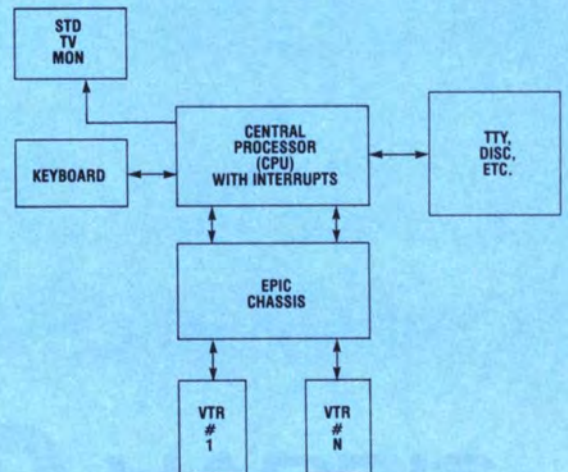 STD
TV
MON
CENTRAL
PROCESSOR
(CPU)
WITH INTERRUPTS
KEYBOARD
TTY,
DISC,
ETC.
EPIC
CHASSIS
VTR
#
1
VTR
#
N